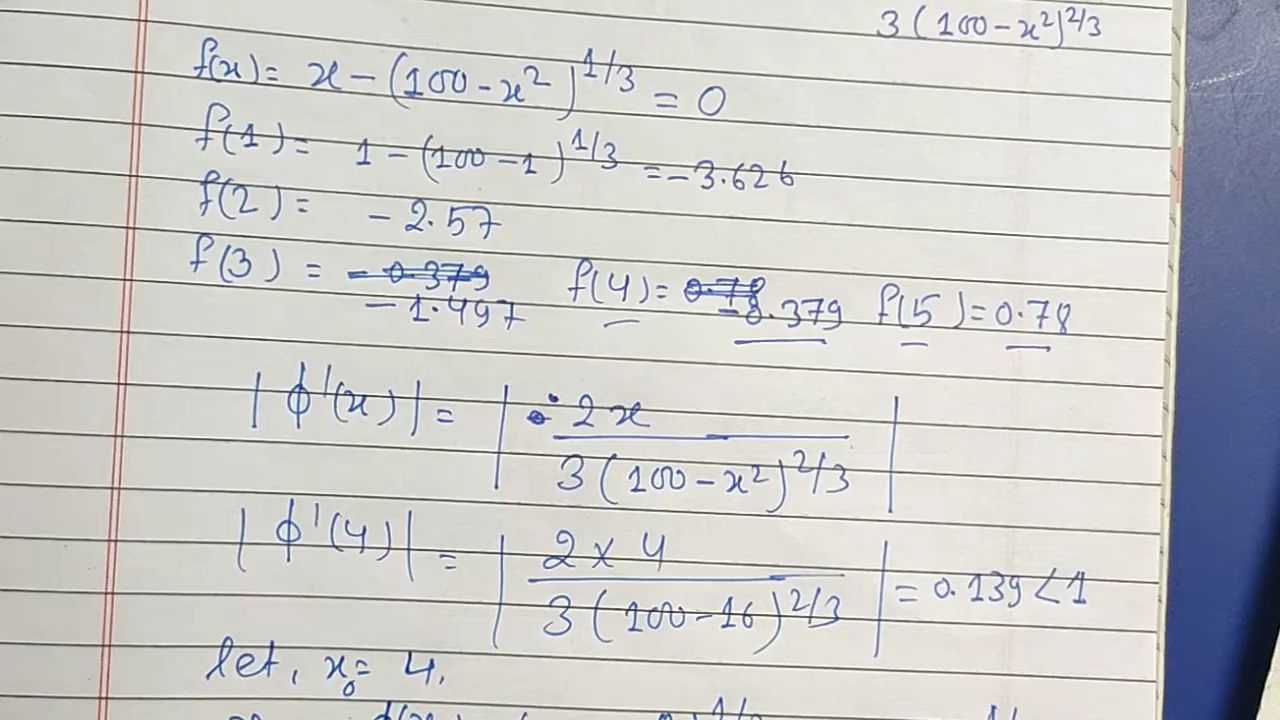 3(100-x²)^2/3
f(x)= x-(100-x²)^1/3 = 0
f(1)= 1-(100-1)^1/3 =-3.626
f(2)= -2.57
f(3) = -0.379 f(4)= 0.78 f(5)=0.78
-1.497 -0.379
|ϕ'(x)|= | 2x / 3(100-x²)^2/3 |
|ϕ'(4)| = | 2×4 / 3(100-16)^2/3 | = 0.139<1
let, x₀= 4.